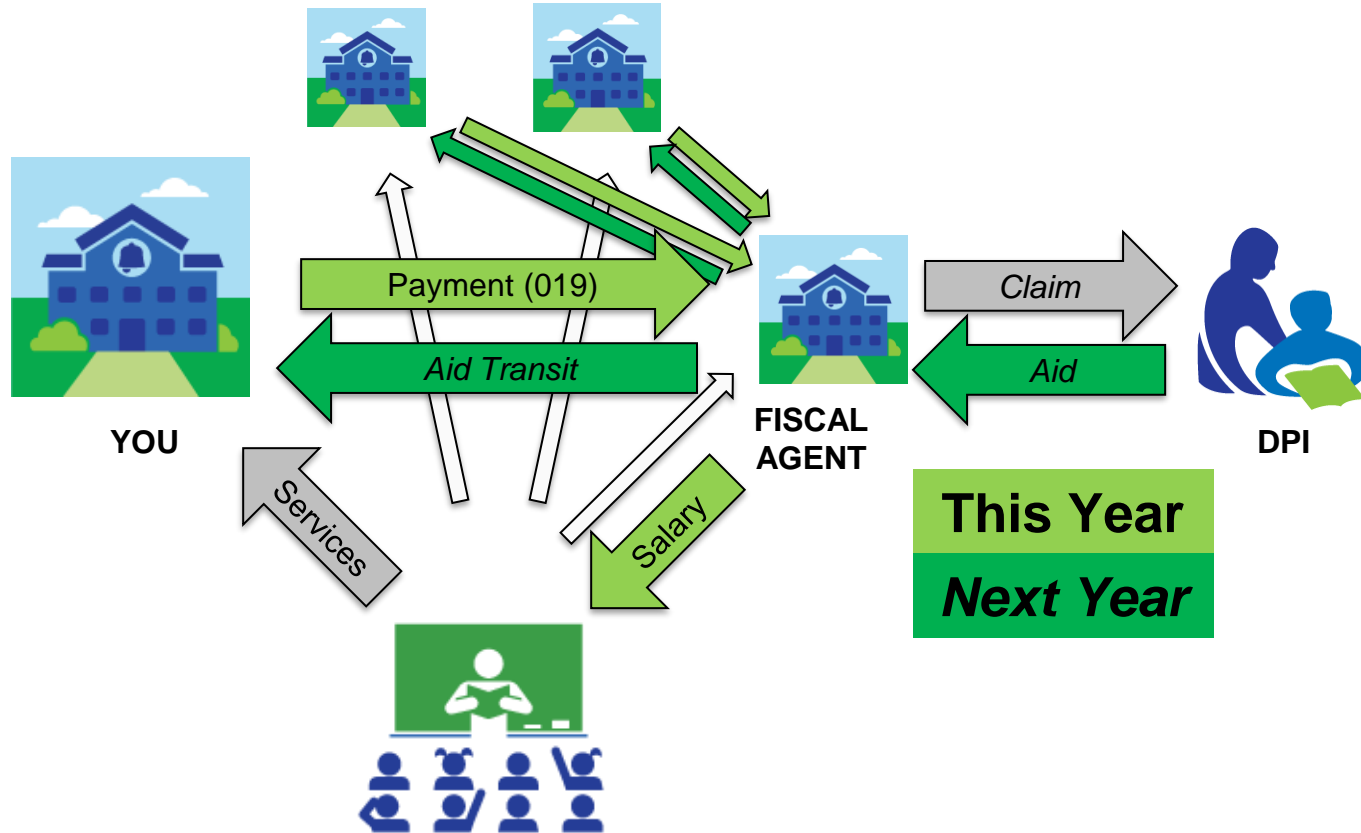 Payment (019)
Claim
Aid Transit
Aid
YOU
FISCAL
AGENT
DPI
Services
Salary
This Year
Next Year